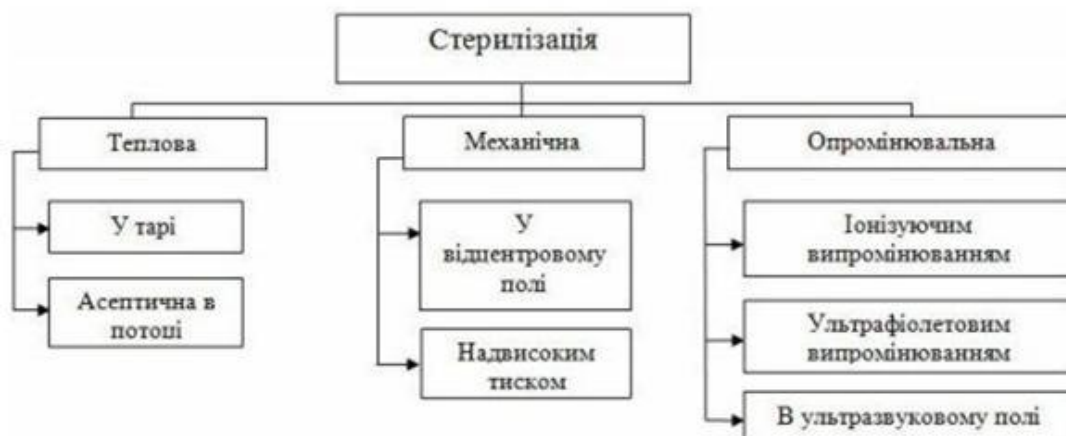 Стерилізація
Теплова
У тарі
Асептична в
потоці
Механічна
У
відцентровому
полі
Надвисоким
тиском
Опромінювальна
Іонізуючим
випромінюванням
Ультрафіолетовим
випромінюванням
В ультразвуковому полі